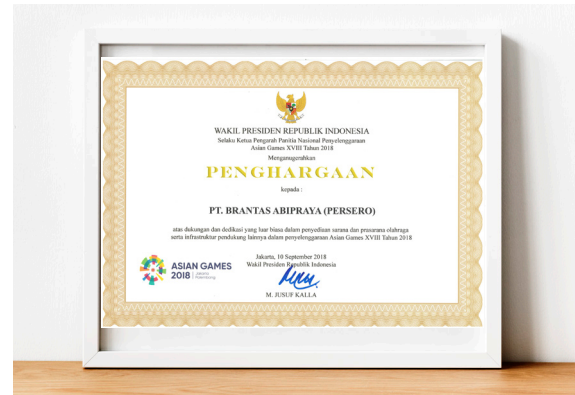 WAKIL PRESIDEN REPUBLIK INDONESIA
Selaku Ketua Pengarah Panitia Nasional Penyelenggaraan
Asian Games XVIII Tahun 2018
Menganugerahkan
PENGHARGAAN
kepada :
PT. BRANTAS ABIPRAYA (PERSERO)
atas dukungan dan dedikasi yang luar biasa dalam penyediaan sarana dan prasarana olahraga
serta infrastruktur pendukung lainnya dalam penyelenggaraan Asian Games XVIII Tahun 2018
Jakarta, 10 September 2018
Wakil Presiden Republik Indonesia
ASIAN GAMES
2018 Jakarta
Palembang
M. JUSUF KALLA